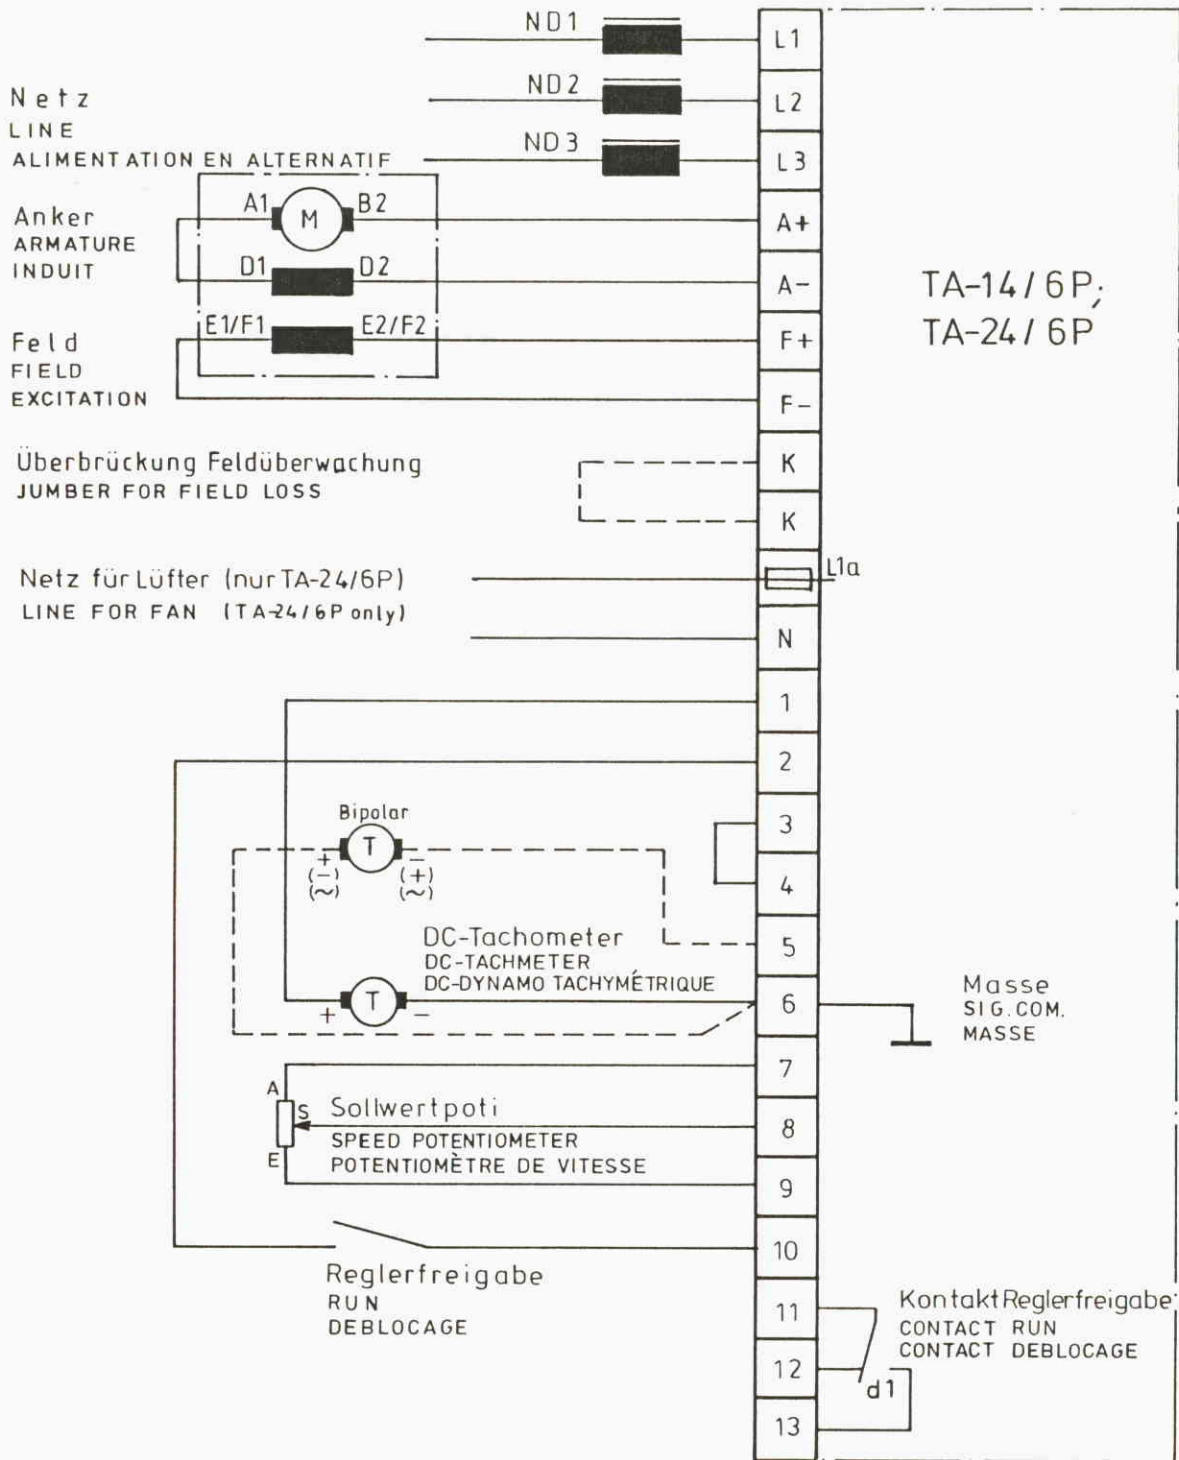 ND1
L1
ND2
L2
Netz
LINE
ALIMENTATION EN ALTERNATIF
ND3
L3
Anker
ARMATURE
INDUIT
A1
M
B2
A+
D1
D2
A-
TA-14/6P;
TA-24/6P
Feld
FIELD
EXCITATION
E1/F1
E2/F2
F+
F-
Überbrückung Feldüberwachung
JUMBER FOR FIELD LOSS
K
K
Netz für Lüfter (nur TA-24/6P)
LINE FOR FAN (TA-24/6P only)
L1a
N
1
2
Bipolar
T
+
(-)
(~)
-
(+)
(~)
3
4
DC-Tachometer
DC-TACHMETER
DC-DYNAMO TACHYMÉTRIQUE
5
T
+
-
6
Masse
SIG.COM.
MASSE
7
A
S
E
Sollwertpoti
SPEED POTENTIOMETER
POTENTIOMÈTRE DE VITESSE
8
9
10
Reglerfreigabe
RUN
DEBLOCAGE
11
Kontakt Reglerfreigabe;
CONTACT RUN
CONTACT DEBLOCAGE
12
d1
13